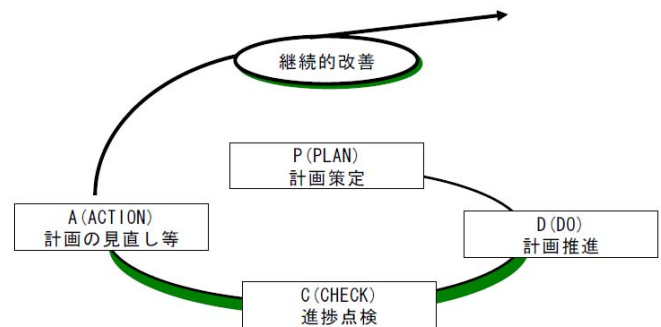 継続的改善
P(PLAN)
計画策定
A(ACTION)
計画の見直し等
D(DO)
計画推進
C(CHECK)
進捗点検